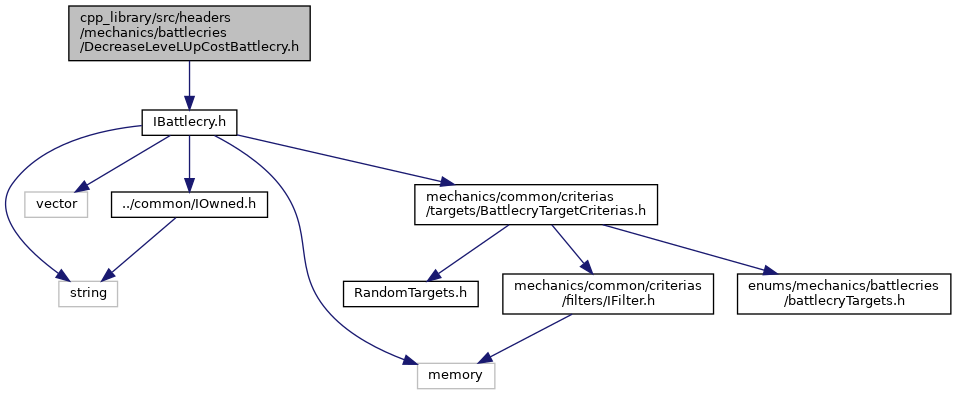 cpp_library/src/headers
/mechanics/battlecries
/DecreaseLeveLUpCostBattlecry.h
IBattlecry.h
mechanics/common/criterias
/targets/BattlecryTargetCriterias.h
vector
../common/IOwned.h
string
RandomTargets.h
mechanics/common/criterias
/filters/IFilter.h
enums/mechanics/battlecries
/battlecryTargets.h
memory